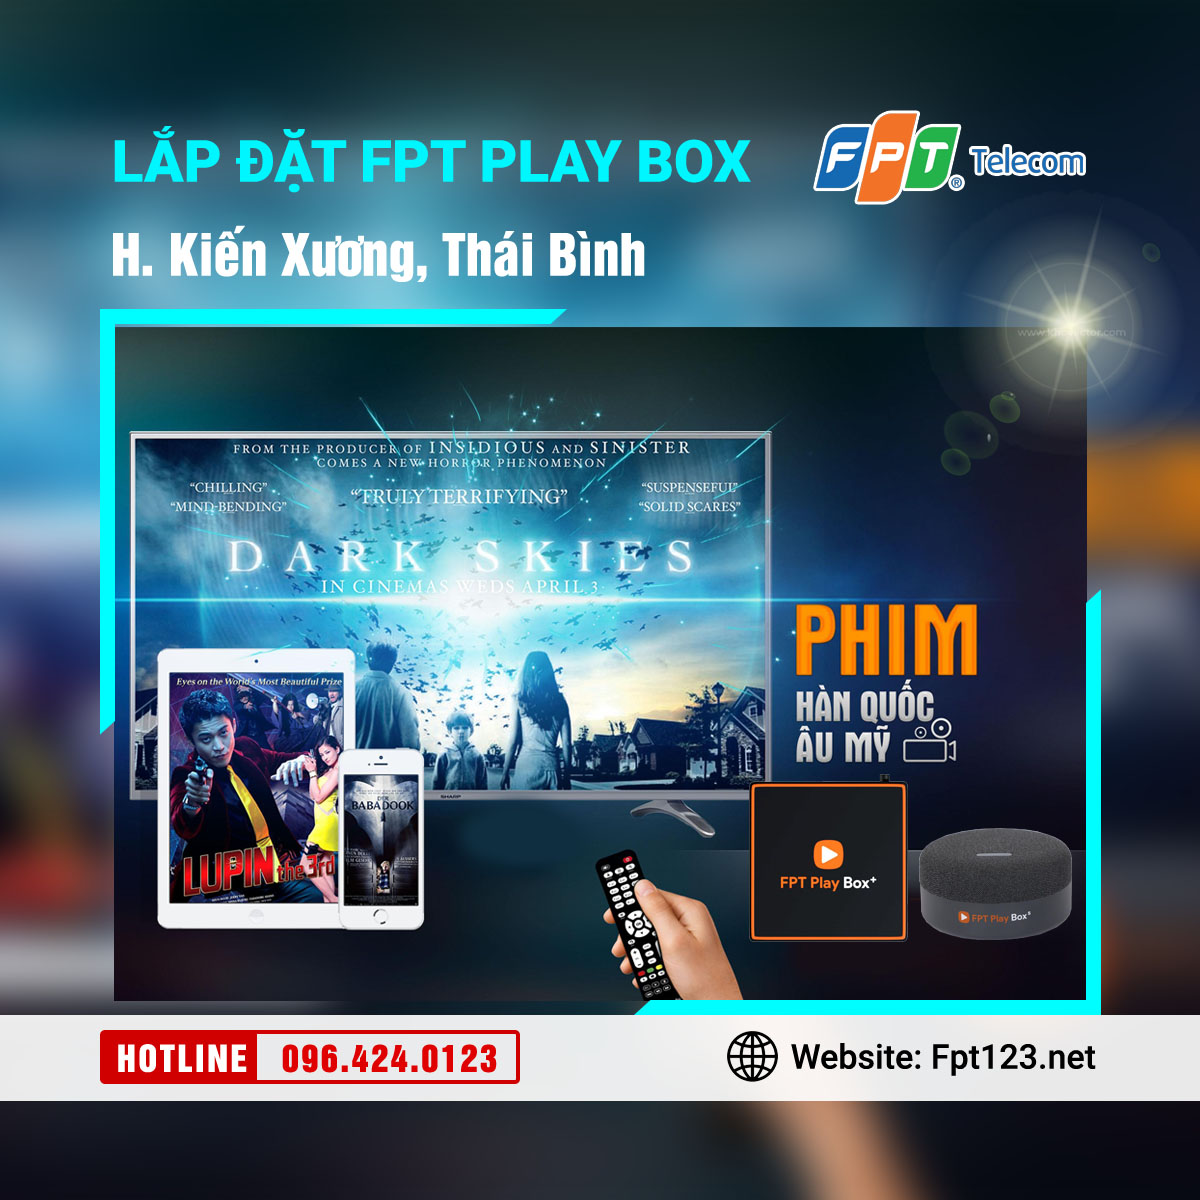 LẮP ĐẶT FPT PLAY BOX
FPT® Telecom
H. Kiến Xương, Thái Bình
FROM THE PRODUCER OF INSIDIOUS AND SINISTER
COMES A NEW HORROR PHENOMENON
"CHILLING"
"MIND-BENDING"
"TRULY TERRIFYING"
"SUSPENSEFUL"
"SOLID SCARES"
DARK SKIES
IN CINEMAS WEDS APRIL 3
PHIM
HÀN QUỐC
ÂU MỸ
Eyes on the World's Most Beautiful Prize
LUPIN the 3rd
DER
BABADOOK
SHARP
FPT Play Box+
FPT Play Box S
HOTLINE 096.424.0123
Website: Fpt123.net